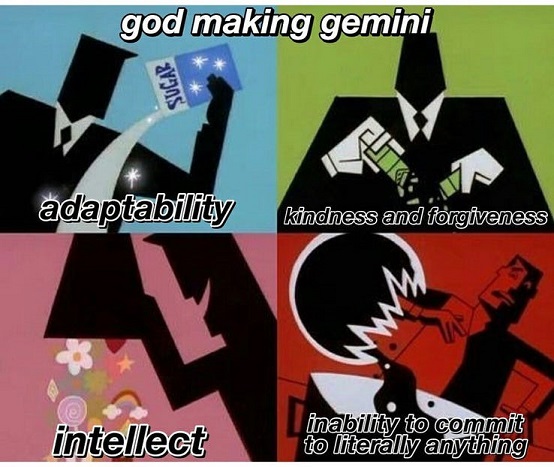 god making gemini
SUGAR
adaptability
kindness and forgiveness
intellect
inability to commit
to literally anything